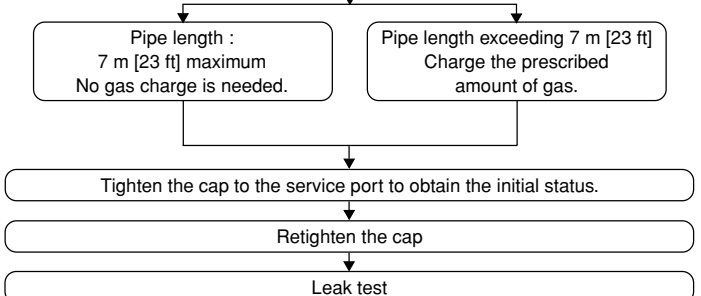 Pipe length :
7 m [23 ft] maximum
No gas charge is needed.
Pipe length exceeding 7 m [23 ft]
Charge the prescribed
amount of gas.
Tighten the cap to the service port to obtain the initial status.
Retighten the cap
Leak test